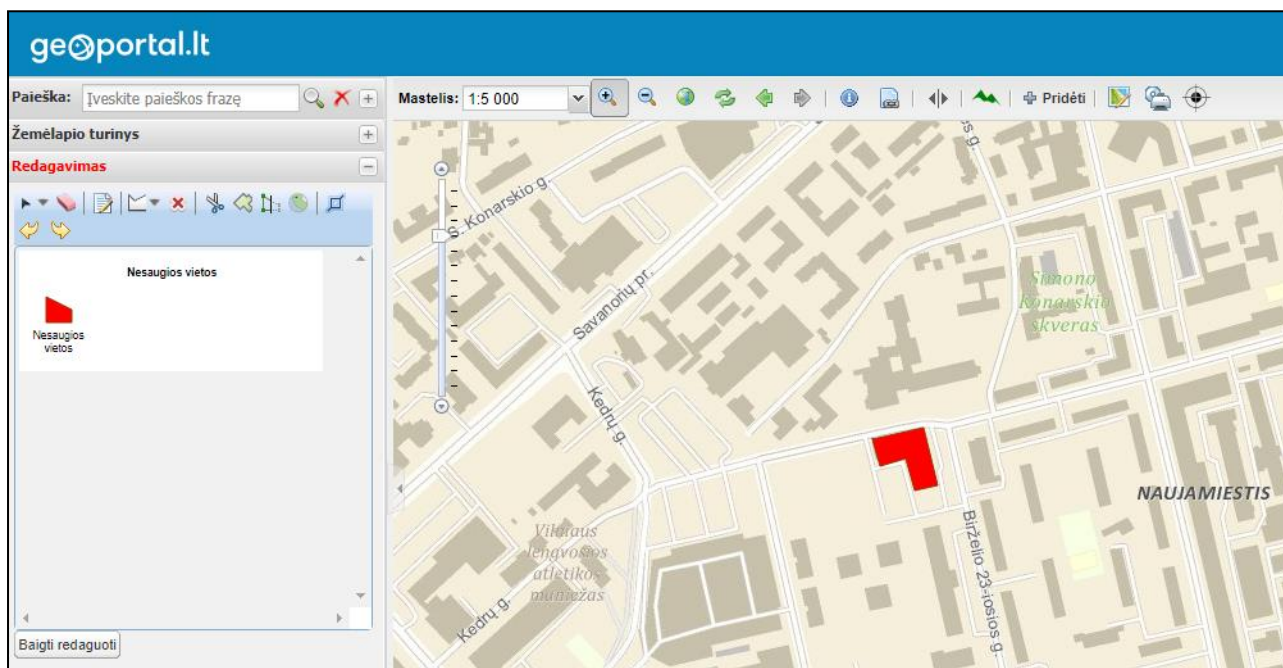 geoportal.lt
Paieška: Įveskite paieškos frazę
Mastelis: 1:5 000
Pridėti
Žemėlapio turinys
Redagavimas
Nesaugios vietos
Nesaugios
vietos
Baigti redaguoti
S. Konarskio g.
s g.
Savanorių pr.
Simono
Konarskio
skveras
Kedrų g.
NAUJAMIESTIS
Vilniaus
lengvosios
atletikos
maniežas
Birželio 23-iosios g.
Kedrų g.